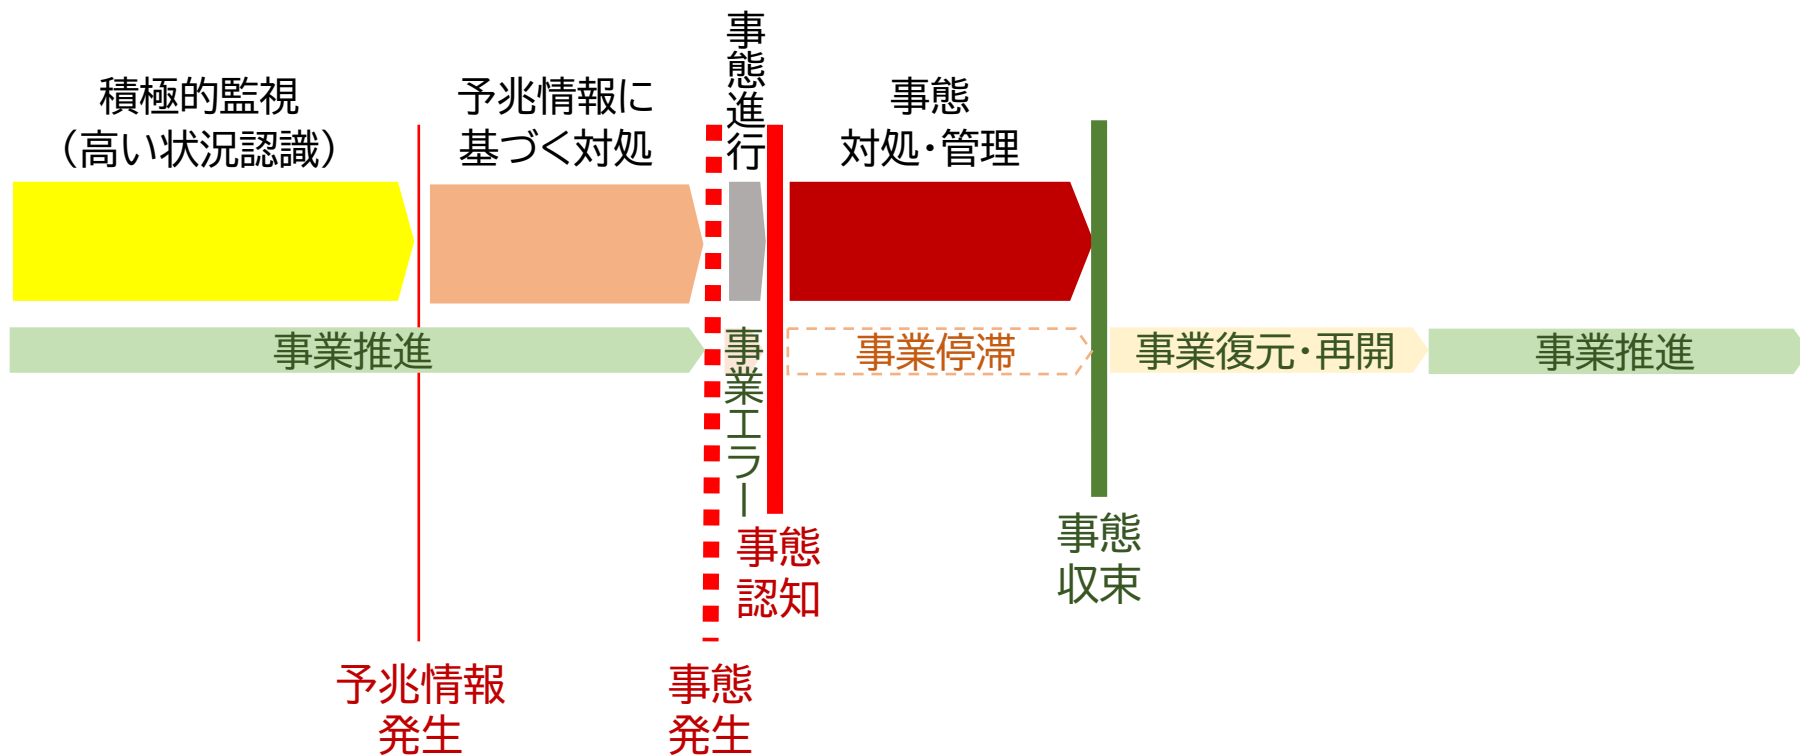 積極的監視
（高い状況認識）
予兆情報に
基づく対処
事態進行
事態
対処・管理
事業推進
事業エラー
事業停滞
事業復元・再開
事業推進
事態
認知
事態
収束
予兆情報
発生
事態
発生